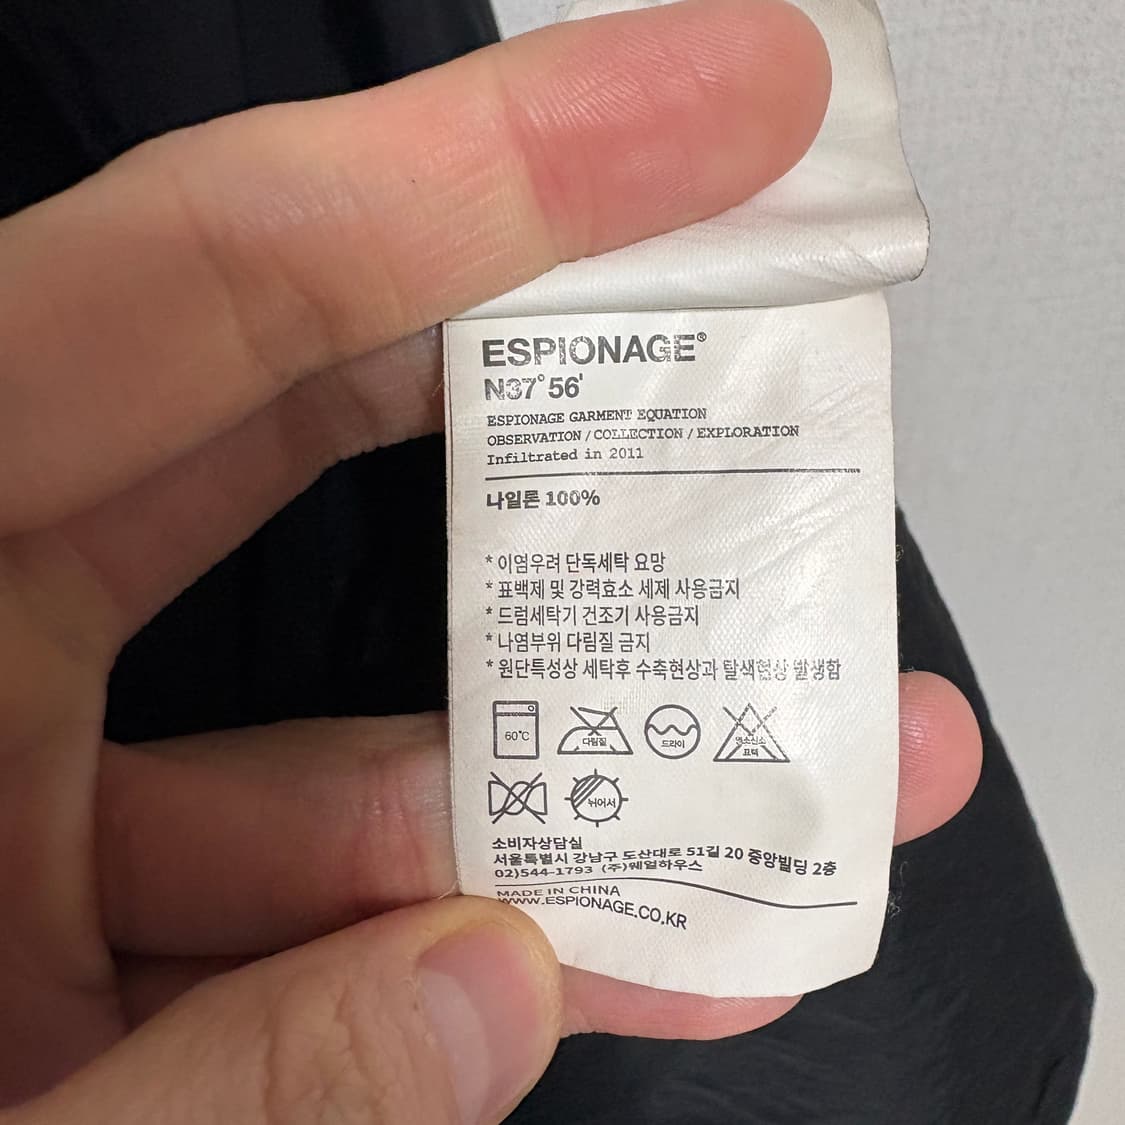 ESPIONAGE®
N37°56'
ESPIONAGE GARMENT EQUATION
OBSERVATION / COLLECTION / EXPLORATION
Infiltrated in 2011
나일론 100%
* 이염우려 단독세탁 요망
* 표백제 및 강력효소 세제 사용금지
* 드럼세탁기 건조기 사용금지
* 나염부위 다림질 금지
* 원단특성상 세탁후 수축현상과 탈색현상 발생함
60℃ 다림질 드라이 염소산소 표백
뉘어서
소비자상담실
서울특별시 강남구 도산대로 51길 20 중앙빌딩 2층
02)544-1793 (주)웨얼하우스
MADE IN CHINA
WWW.ESPIONAGE.CO.KR